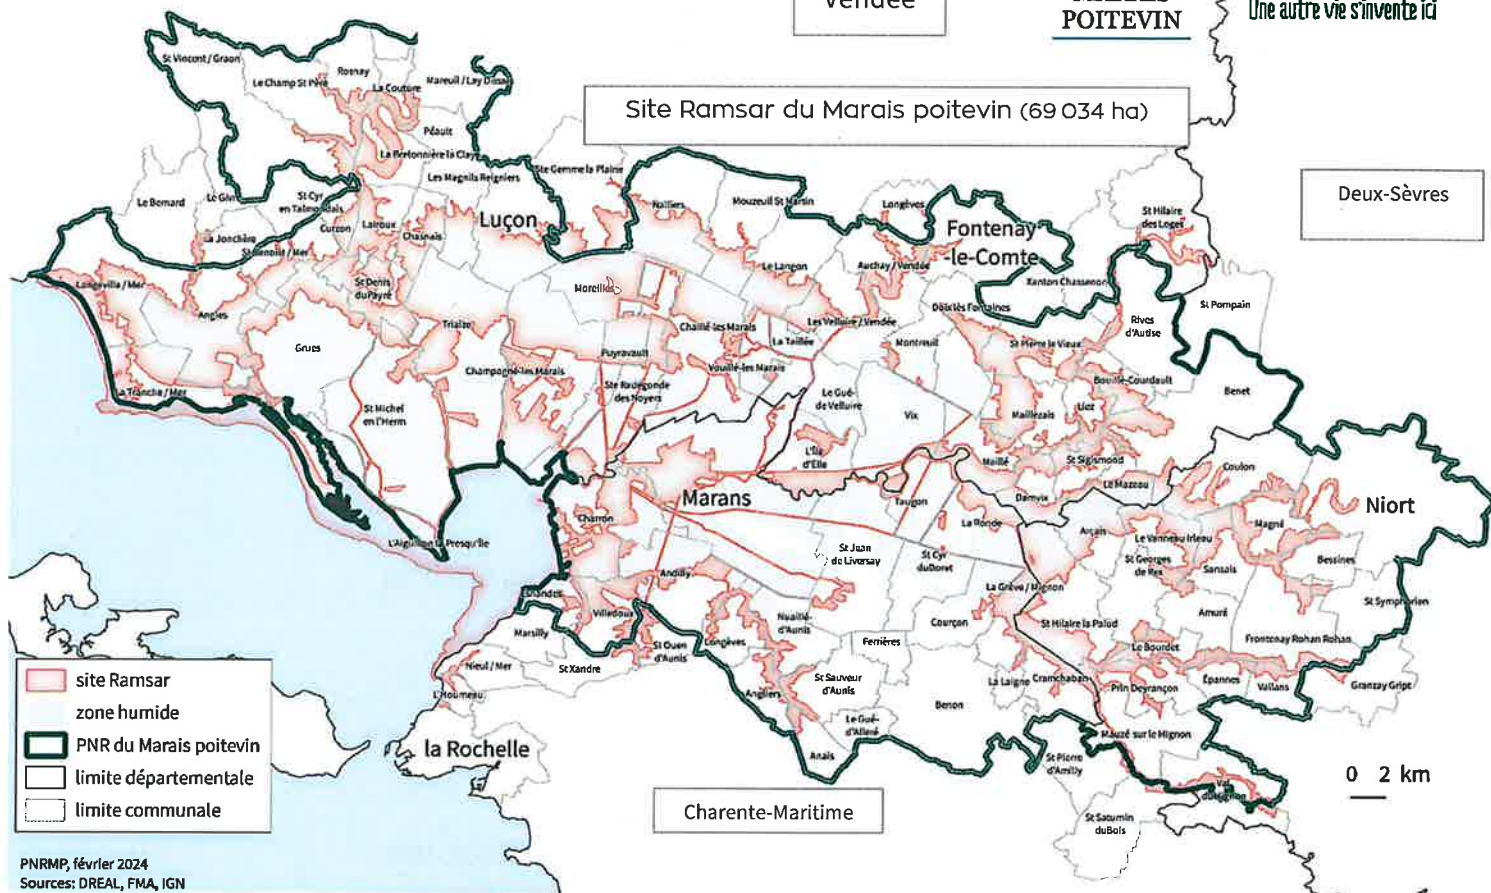 Vendée
POITEVIN
Une autre vie s'invente ici
Site Ramsar du Marais poitevin (69 034 ha)
Deux-Sèvres
St Vincent / Graon
Le Champ St Père
Rosnay
La Couture
Mareuil / Lay Dissais
Péault
La Bretonnière la Claye
Les Magnils Reigniers
Ste Gemme la Plaine
Le Bernard
Le Givre
St Cyr
en Talmondais
Curzon
Lairoux
Chasnais
Luçon
Nalliers
Mouzeuil St Martin
Longèves
Fontenay
-le-Comte
St Hilaire
des Loges
La Jonchère
St Benoist / Mer
Longeville / Mer
Angles
St Denis
du Payré
Moreilles
Le Langon
Auchay / Vendée
Xanton Chassenon
St Pompain
Triaize
Grues
Chaillé-les Marais
La Taillée
Les Velluire / Vendée
Doix lès Fontaines
Rives
d'Autise
Puyravault
Montreuil
St Pierre le Vieux
La Tranche / Mer
Champagné-les Marais
Ste Radégonde
des Noyers
Vouillé-les Marais
Bouillé-Courdault
Benet
St Michel
en l'Herm
Le Gué-
de Velluire
Vix
Maillezais
Liez
L'Île
d'Elle
Maillé
St Sigismond
Le Mazeau
Coulon
Marans
Taugon
Damvix
Niort
Charron
La Ronde
Arçais
Le Vanneau Irleau
Magné
L'Aiguillon la Presqu'île
St Jean
de Liversay
St Cyr
du Doret
St Georges
de Rex
Sansais
Bessines
Andilly
La Grève / Mignon
St Symphorien
Esnandes
Villedoux
Nuaillé-
d'Aunis
Courçon
St Hilaire la Palud
Amuré
Marsilly
St Ouen
d'Aunis
Longèves
Ferrières
Le Bourdet
Frontenay Rohan Rohan
Nieul / Mer
St Xandre
St Sauveur
d'Aunis
La Laigne
Cramchaban
Prin Deyrançon
Épannes
Vallans
Granzay Gript
L'Houmeau
Angliers
Benon
Le Gué-
d'Alleré
Mauzé sur le Mignon
la Rochelle
Anais
St Pierre
d'Amilly
Val
du Mignon
St Saturnin
du Bois
Charente-Maritime
0 2 km
site Ramsar
zone humide
PNR du Marais poitevin
limite départementale
limite communale
PNRMP, février 2024
Sources: DREAL, FMA, IGN